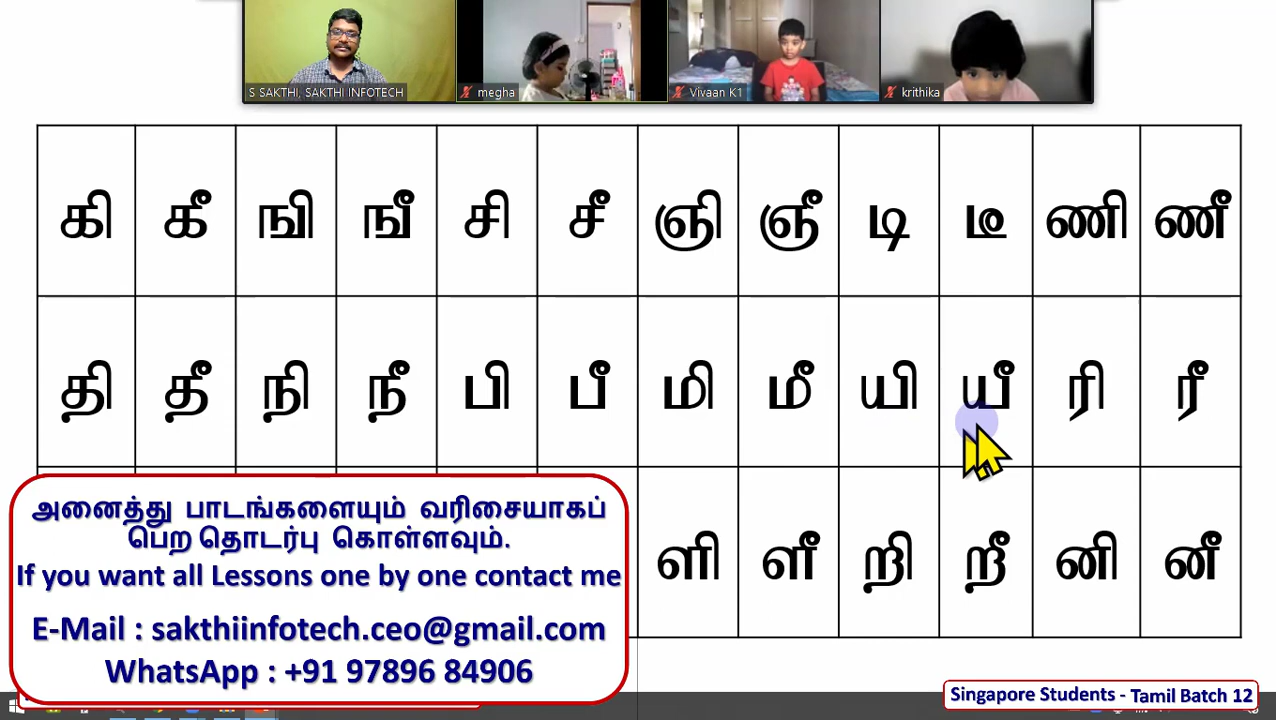 S SAKTHI, SAKTHI INFOTECH
megha
Vivaan K1
krithika
கி கீ ஙி ஙீ சி சீ ஞி ஞீ டி டீ ணி ணீ
தி தீ நி நீ பி பீ மி மீ யி யீ ரி ரீ
ளி ளீ றி றீ னி னீ
அனைத்து பாடங்களையும் வரிசையாகப்
பெற தொடர்பு கொள்ளவும்.
If you want all Lessons one by one contact me
E-Mail : sakthiinfotech.ceo@gmail.com
WhatsApp : +91 97896 84906
Singapore Students - Tamil Batch 12